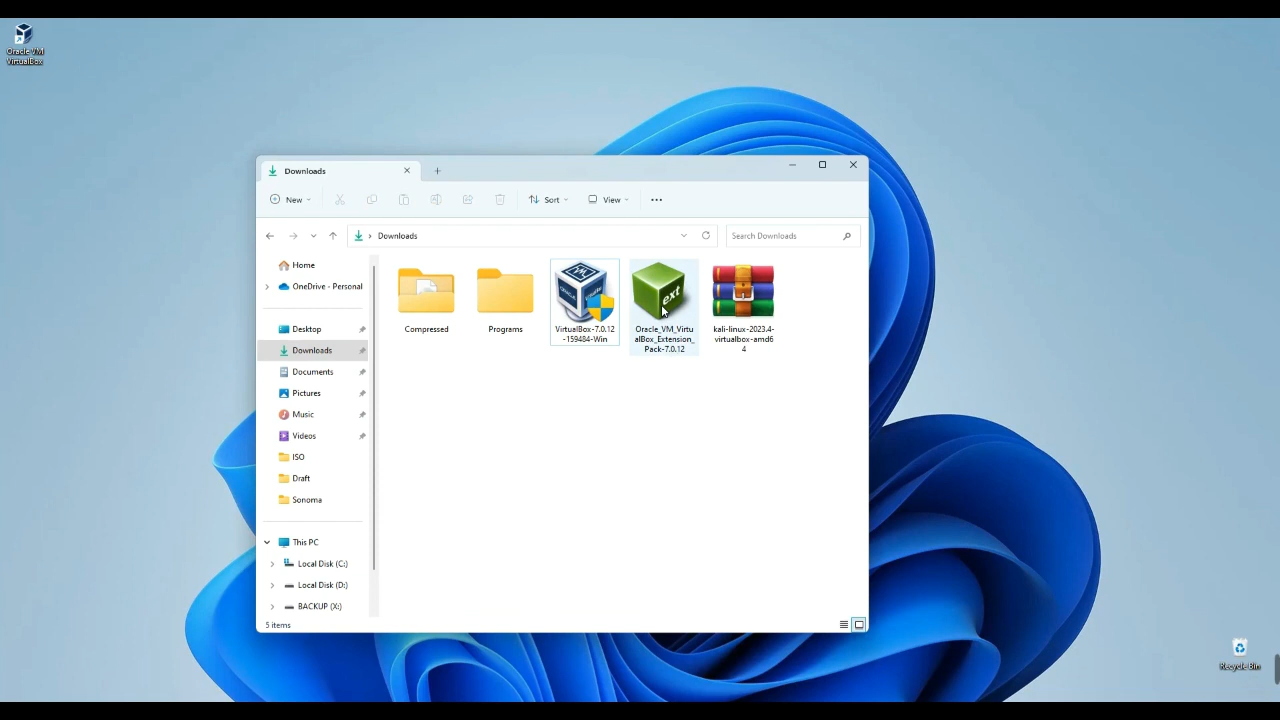 Oracle VM
VirtualBox
Downloads
New
Sort
View
Downloads
Search Downloads
Home
OneDrive - Personal
Desktop
Downloads
Documents
Pictures
Music
Videos
ISO
Draft
Sonoma
This PC
Local Disk (C:)
Local Disk (D:)
BACKUP (X:)
Compressed
Programs
VirtualBox-7.0.12
-159484-Win
ext
Oracle_VM_Virtu
alBox_Extension_
Pack-7.0.12
kali-linux-2023.4-
virtualbox-amd6
4
5 items
Recycle Bin